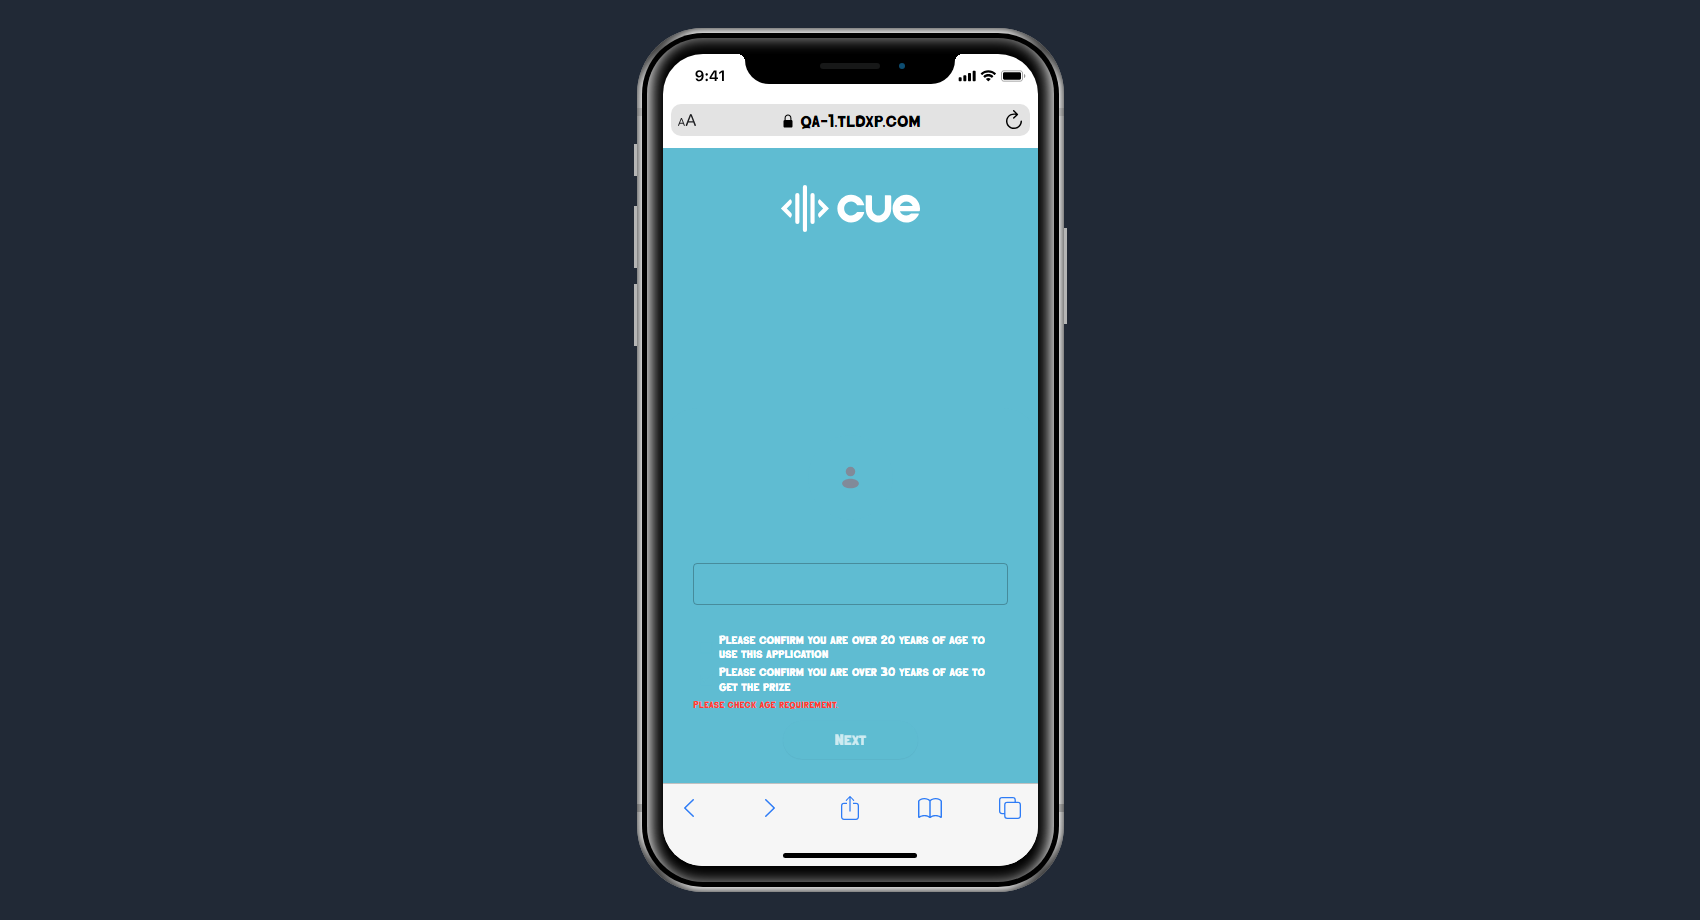 9:41
AA
QA-1.TLDXP.COM
cue
Please confirm you are over 20 years of age to
use this application
Please confirm you are over 30 years of age to
get the prize
Please check age requirement
Next